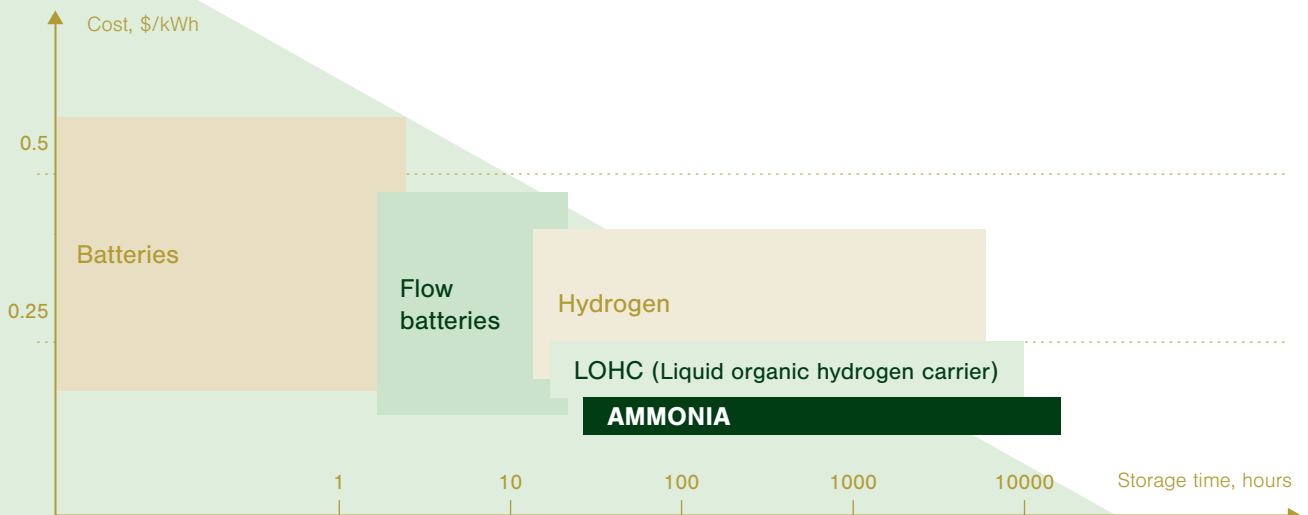 Cost, $/kWh
0.5
Batteries
Flow
batteries
0.25
Hydrogen
LOHC (Liquid organic hydrogen carrier)
AMMONIA
1
10
100
1000
10000
Storage time, hours